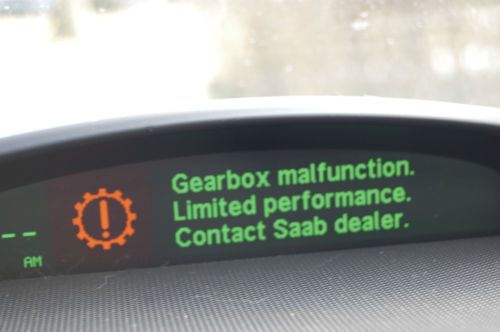 Gearbox malfunction.
Limited performance.
Contact Saab dealer.
--
AM